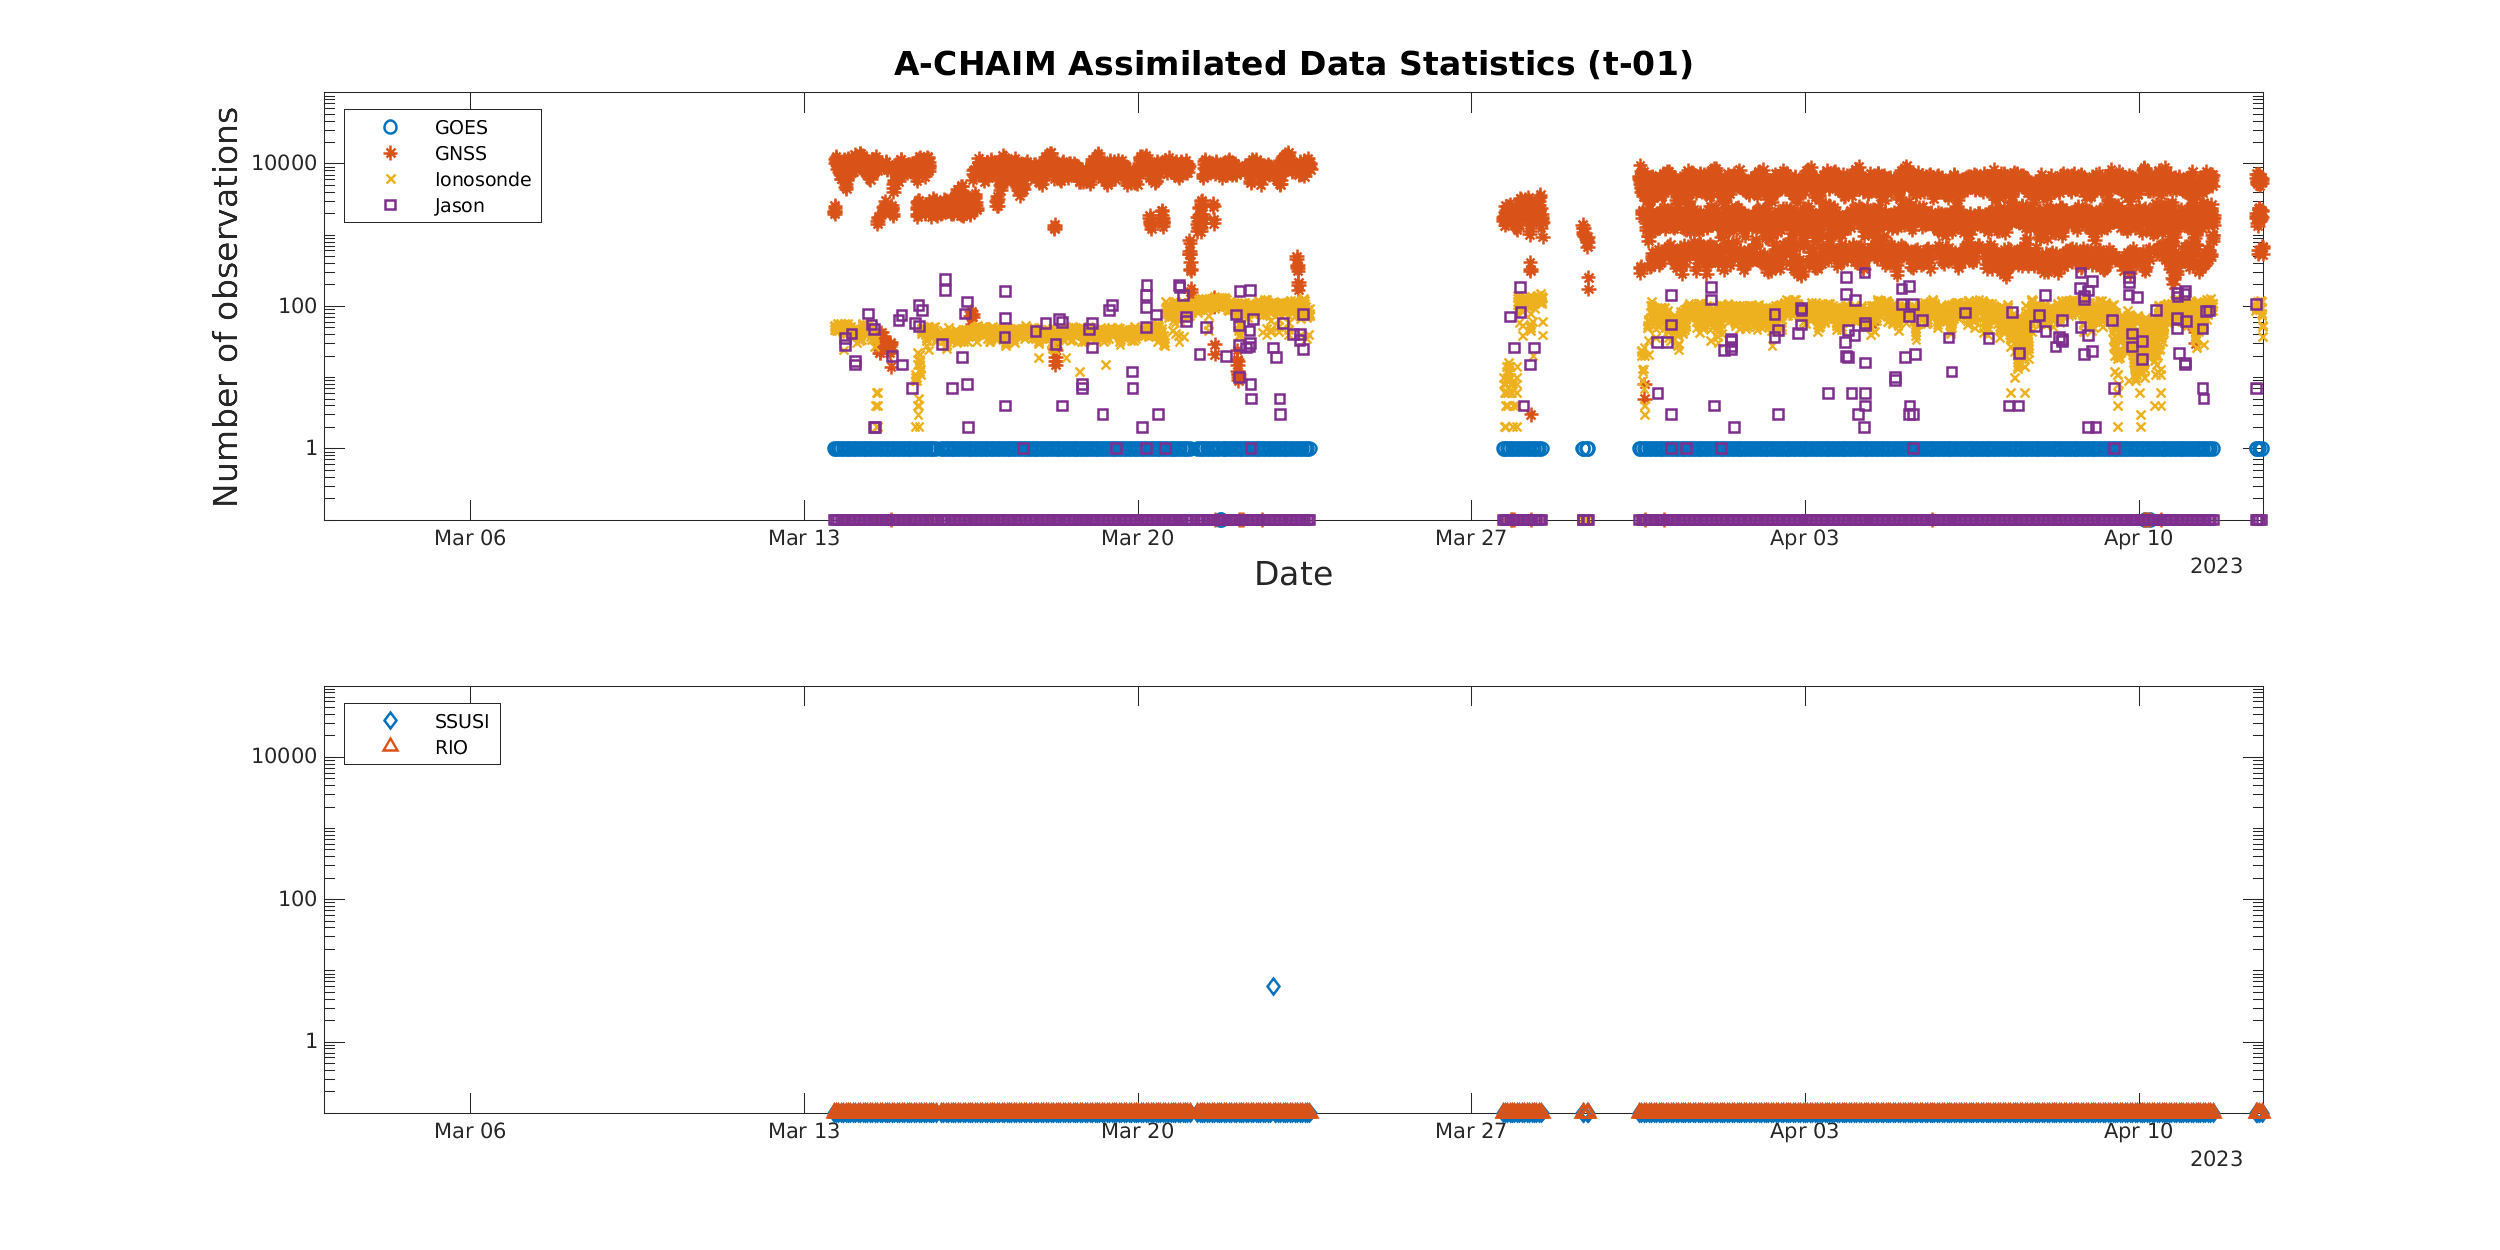 A-CHAIM Assimilated Data Statistics (t-01)
Number of observations
GOES
GNSS
Ionosonde
Jason
10000
100
1
Mar 06
Mar 13
Mar 20
Mar 27
Apr 03
Apr 10
2023
Date
SSUSI
RIO
10000
100
1
Mar 06
Mar 13
Mar 20
Mar 27
Apr 03
Apr 10
2023